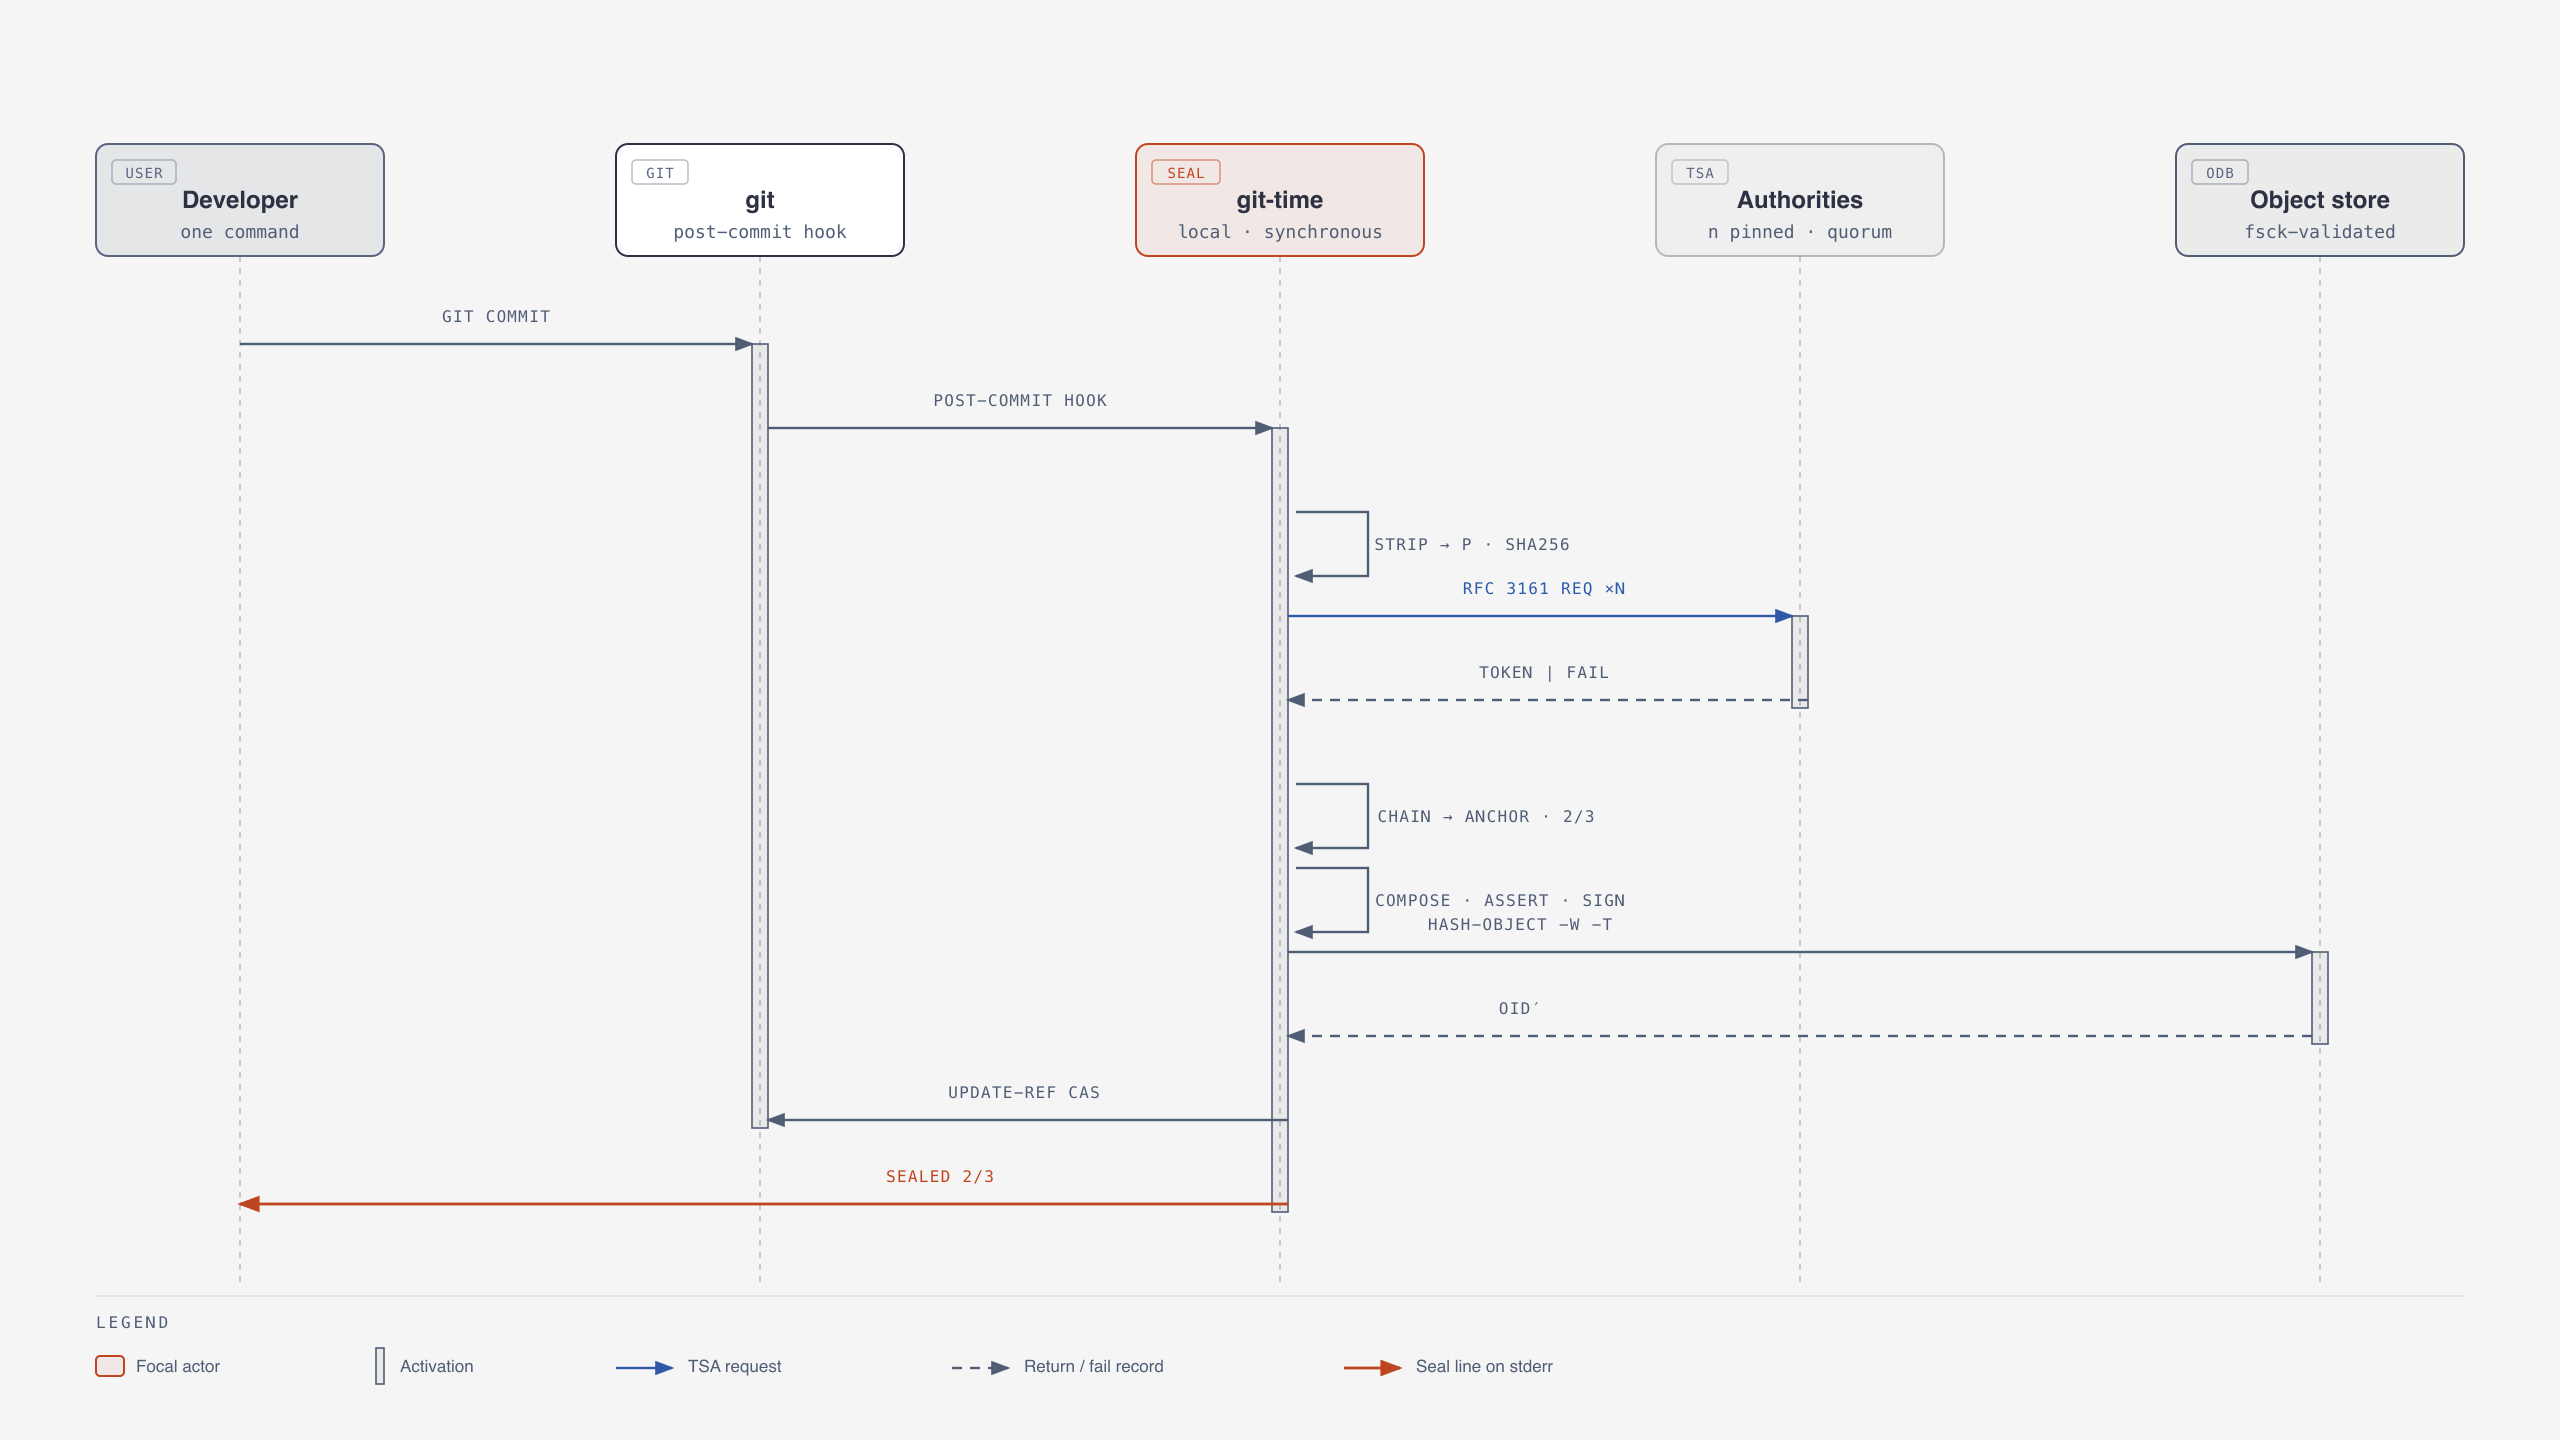 USER
Developer
one command
GIT
git
post-commit hook
SEAL
git-time
local · synchronous
TSA
Authorities
n pinned · quorum
ODB
Object store
fsck-validated
GIT COMMIT
POST-COMMIT HOOK
STRIP → P · SHA256
RFC 3161 REQ ×N
TOKEN | FAIL
CHAIN → ANCHOR · 2/3
COMPOSE · ASSERT · SIGN
HASH-OBJECT -W -T
OID′
UPDATE-REF CAS
SEALED 2/3
LEGEND
Focal actor
Activation
TSA request
Return / fail record
Seal line on stderr